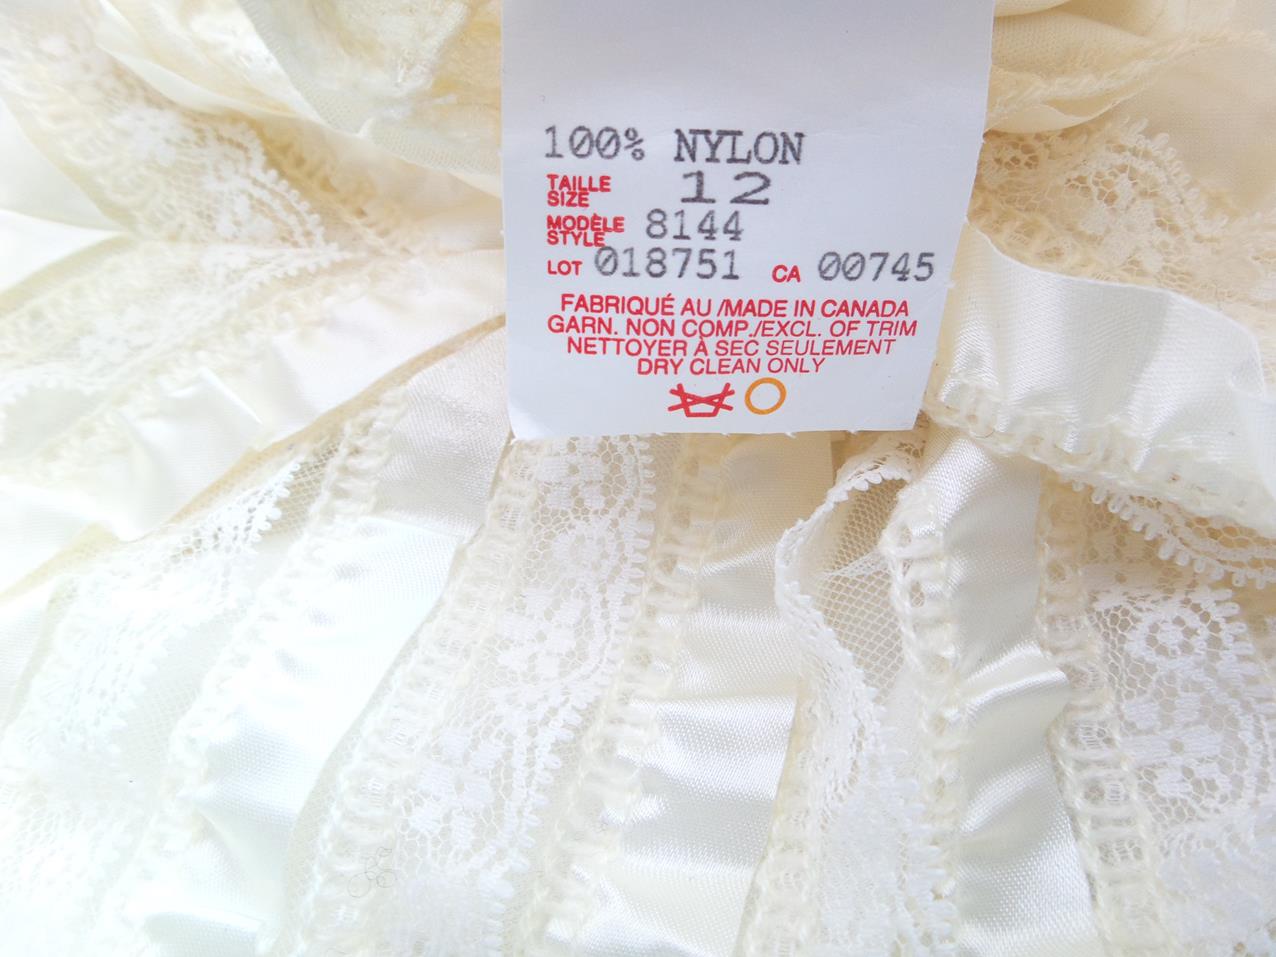 100% NYLON
TAILLE
SIZE 12
MODÈLE
STYLE 8144
LOT 018751 CA 00745
FABRIQUÉ AU /MADE IN CANADA
GARN. NON COMP./EXCL. OF TRIM
NETTOYER À SEC SEULEMENT
DRY CLEAN ONLY